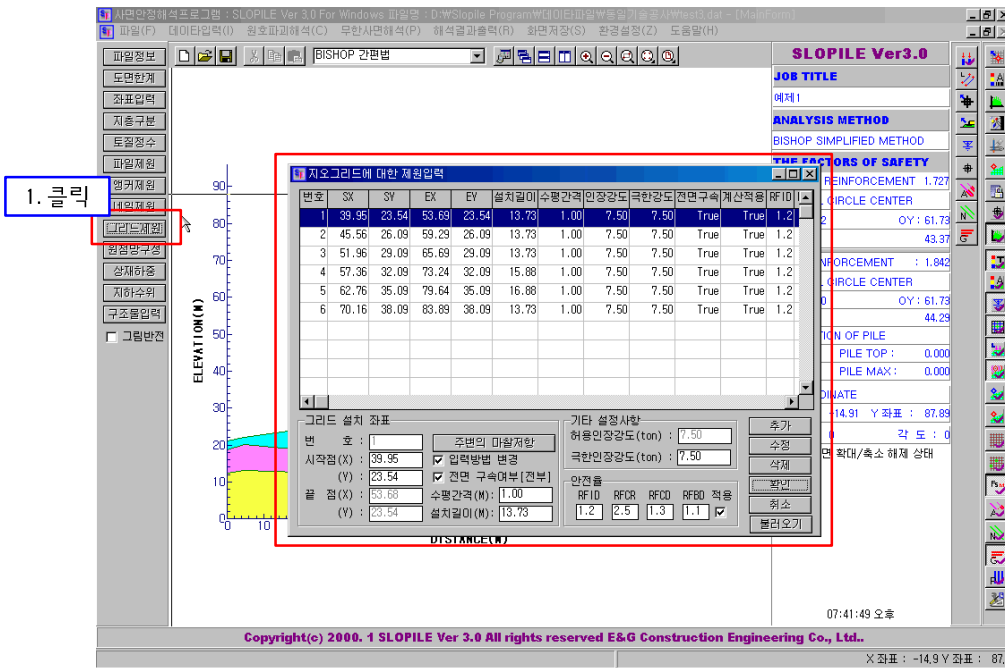 사면안정해석프로그램 : SLOPILE Ver 3.0 For Windows 파일명 : D:₩Slopile Prpgram₩데이타파일₩동일기술공사₩test3.dat - [MainForm]
파일(F) 데이타입력(I) 원호파괴해석(C) 무한사면해석(P) 해석결과출력(R) 화면저장(S) 환경설정(Z) 도움말(H)
BISHOP 간편법
파일정보
도면한계
좌표입력
지층구분
토질정수
파일제원
앵커제원
네일제원
그리드제원
원점망구성
상재하중
지하수위
구조물입력
그림반전
1. 클릭
ELEVATION(M)
90
80
70
60
50
40
30
20
10
0
0 10
DISTANCE(M)
지오그리드에 대한 제원입력
번호 SX SY EX EY 설치길이 수평간격 인장강도 극한강도 전면구속 계산적용 RFID
1 39.95 23.54 53.69 23.54 13.73 1.00 7.50 7.50 True True 1.2
2 45.56 26.09 59.29 26.09 13.73 1.00 7.50 7.50 True True 1.2
3 51.96 29.09 65.69 29.09 13.73 1.00 7.50 7.50 True True 1.2
4 57.36 32.09 73.24 32.09 15.88 1.00 7.50 7.50 True True 1.2
5 62.76 35.09 79.64 35.09 16.88 1.00 7.50 7.50 True True 1.2
6 70.16 38.09 83.89 38.09 13.73 1.00 7.50 7.50 True True 1.2
그리드 설치 좌표
번 호 : 1 주변의 마찰저항
시작점(X) : 39.95 입력방법 변경
(Y) : 23.54 전면 구속여부[전부]
끝 점(X) : 53.68 수평간격(M): 1.00
(Y) : 23.54 설치길이(M): 13.73
기타 설정사항
허용인장강도(ton) : 7.50
극한인장강도(ton) : 7.50
안전율
RFID RFCR RFCD RFBD 적용
1.2 2.5 1.3 1.1
추가
수정
삭제
확인
취소
불러오기
SLOPILE Ver3.0
JOB TITLE
예제1
ANALYSIS METHOD
BISHOP SIMPLIFIED METHOD
THE FACTORS OF SAFETY
REINFORCEMENT 1.727
CIRCLE CENTER
2 OY : 61.73
43.37
FORCEMENT : 1.842
CIRCLE CENTER
0 OY : 61.73
44.29
TION OF PILE
PILE TOP : 0.000
PILE MAX : 0.000
DINATE
-14.91 Y 좌표 : 87.89
0 각 도 : 0
면 확대/축소 해제 상태
07:41:49 오후
Copyright(c) 2000. 1 SLOPILE Ver 3.0 All rights reserved E&G Construction Engineering Co., Ltd..
X 좌표 : -14.9 Y 좌표 : 87.